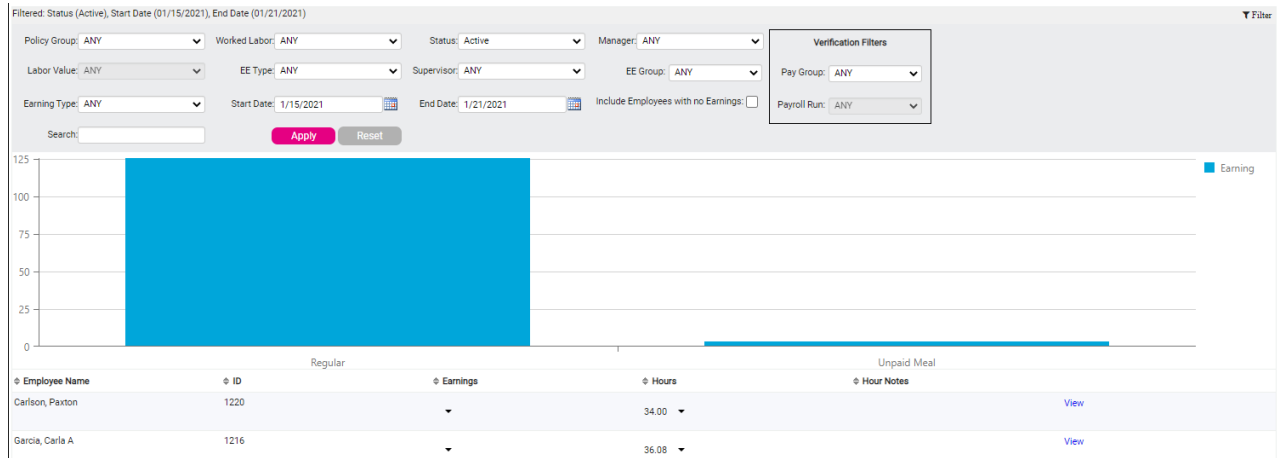 Filtered: Status (Active), Start Date (01/15/2021), End Date (01/21/2021) Filter
Policy Group: ANY Worked Labor: ANY Status: Active Manager: ANY Verification Filters
Labor Value: ANY EE Type: ANY Supervisor: ANY EE Group: ANY Pay Group: ANY
Earning Type: ANY Start Date: 1/15/2021 End Date: 1/21/2021 Include Employees with no Earnings: Payroll Run: ANY
Search: Apply Reset
125
Earning
100
75
50
25
0
Regular Unpaid Meal
Employee Name ID Earnings Hours Hour Notes
Carlson, Paxton 1220 34.00 View
Garcia, Carla A 1216 36.08 View